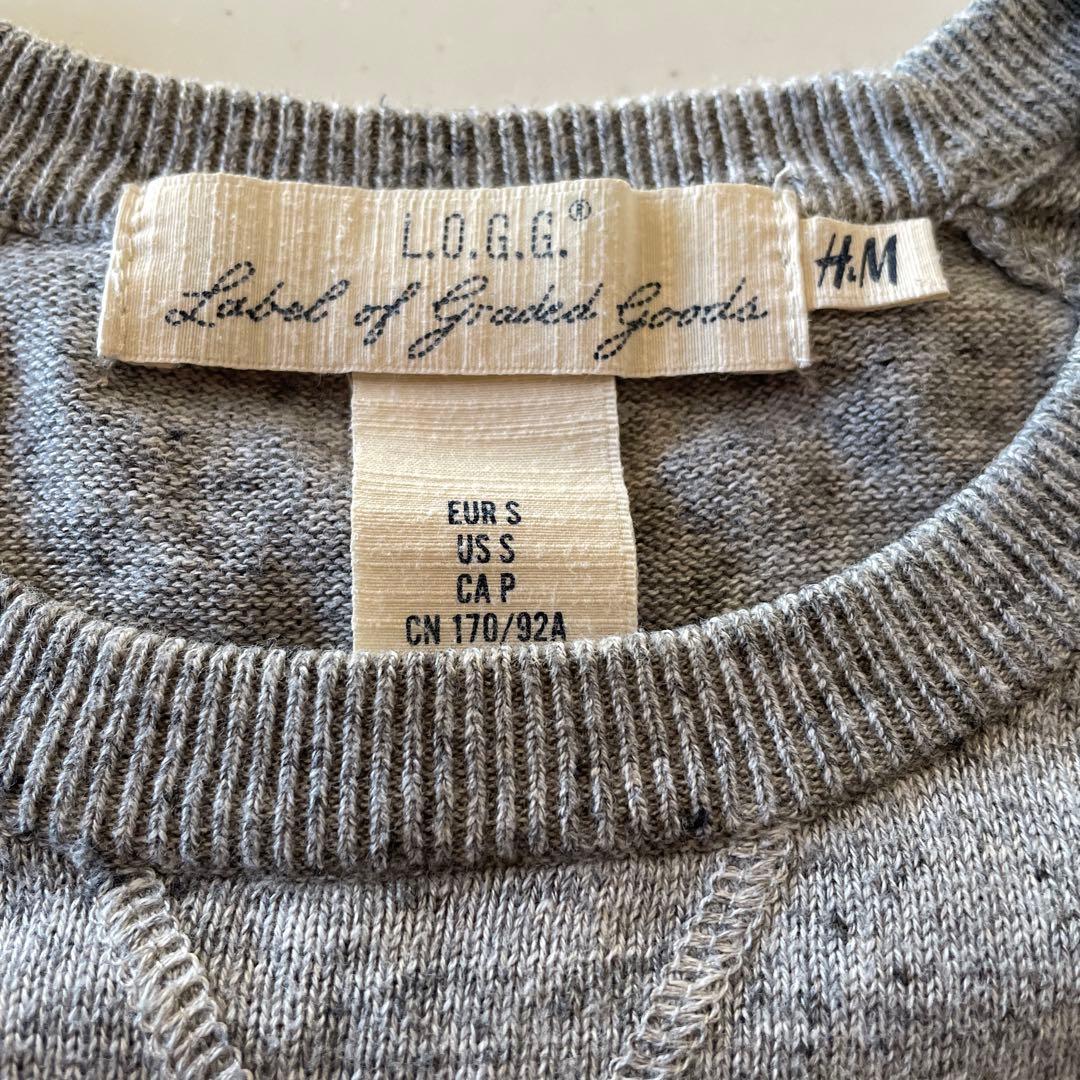 L.O.G.G.®
Label of Graded Goods
H&M
EUR S
US S
CA P
CN 170/92A